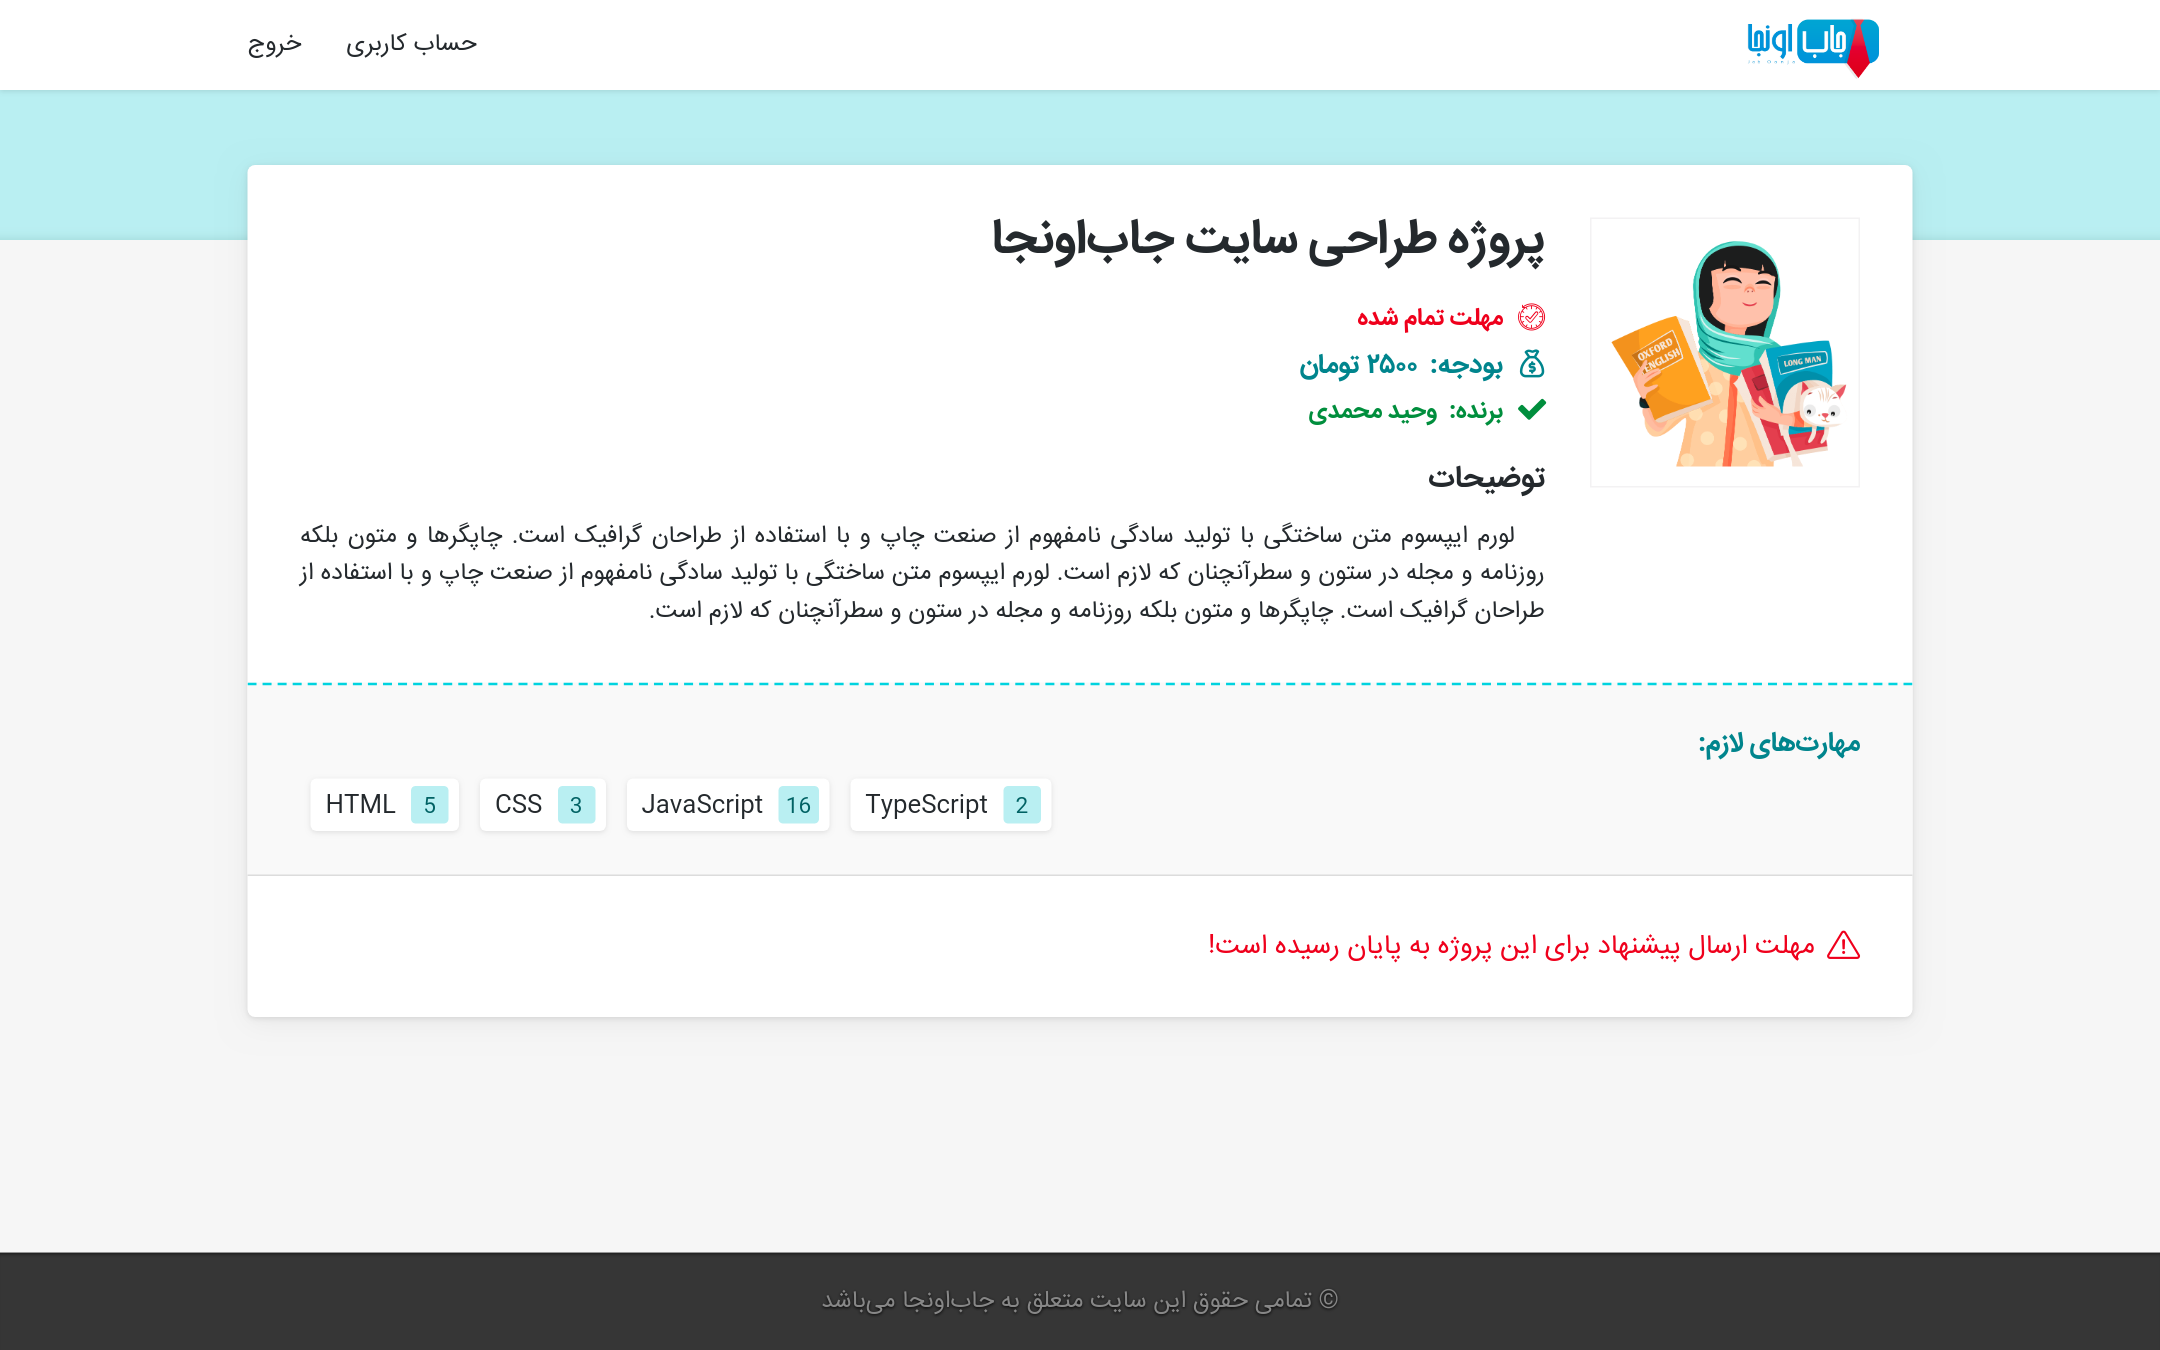 جاب اونجا
حساب کاربری
خروج
پروژه طراحی سایت جاب‌اونجا
مهلت تمام شده
بودجه: ۲۵۰۰ تومان
برنده: وحید محمدی
OXFORD
ENGLISH
LONG MAN
توضیحات
لورم ایپسوم متن ساختگی با تولید سادگی نامفهوم از صنعت چاپ و با استفاده از طراحان گرافیک است. چاپگرها و متون بلکه
روزنامه و مجله در ستون و سطرآنچنان که لازم است. لورم ایپسوم متن ساختگی با تولید سادگی نامفهوم از صنعت چاپ و با استفاده از
طراحان گرافیک است. چاپگرها و متون بلکه روزنامه و مجله در ستون و سطرآنچنان که لازم است.
مهارت‌های لازم:
HTML 5 CSS 3 JavaScript 16 TypeScript 2
مهلت ارسال پیشنهاد برای این پروژه به پایان رسیده است!
© تمامی حقوق این سایت متعلق به جاب‌اونجا می‌باشد